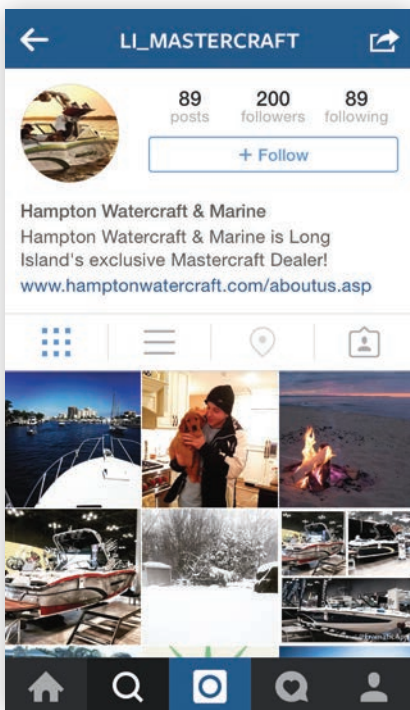 LI_MASTERCRAFT
89 200 89
posts followers following
+ Follow
Hampton Watercraft & Marine
Hampton Watercraft & Marine is Long
Island's exclusive Mastercraft Dealer!
www.hamptonwatercraft.com/aboutus.asp